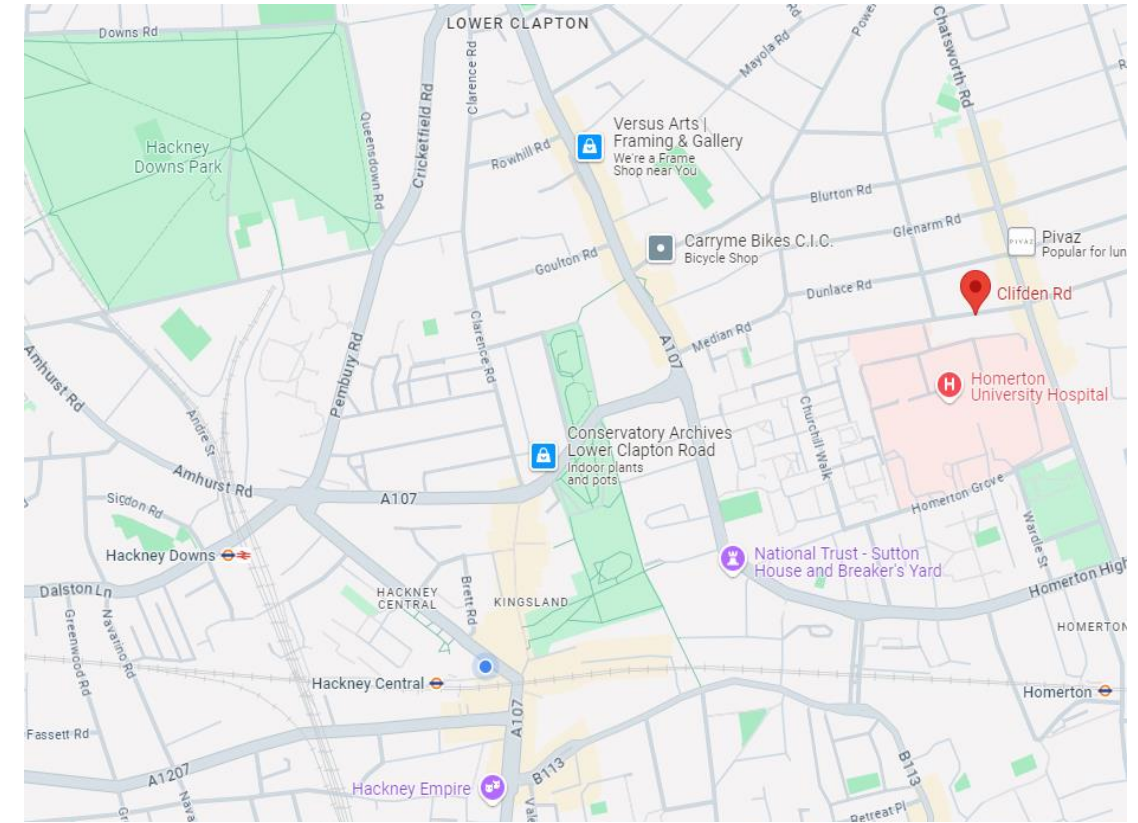 LOWER CLAPTON
Downs Rd
Clarence Rd
Mayola Rd
Chatsworth Rd
Versus Arts |
Framing & Gallery
We're a Frame
Shop near You
Hackney
Downs Park
Queensdown Rd
Cricketfield Rd
Rowhill Rd
Blurton Rd
Glenarm Rd
Carryme Bikes C.I.C.
Bicycle Shop
PIVAZ
Pivaz
Popular for lun
Goulton Rd
Dunlace Rd
Clifden Rd
Clarence Rd
A107
Median Rd
Pembury Rd
Amhurst Rd
Andre St
Homerton
University Hospital
Churchill Walk
Conservatory Archives
Lower Clapton Road
Indoor plants
and pots
Amhurst Rd
A107
Homerton Grove
Wardle St
Hackney Downs
National Trust - Sutton
House and Breaker's Yard
Dalston Ln
HACKNEY
CENTRAL
Brett Rd
KINGSLAND
Homerton High
HOMERTON
Greenwood Rd
Navarino Rd
Hackney Central
Homerton
Fassett Rd
A107
A1207
B113
B113
Hackney Empire
Retreat Pl